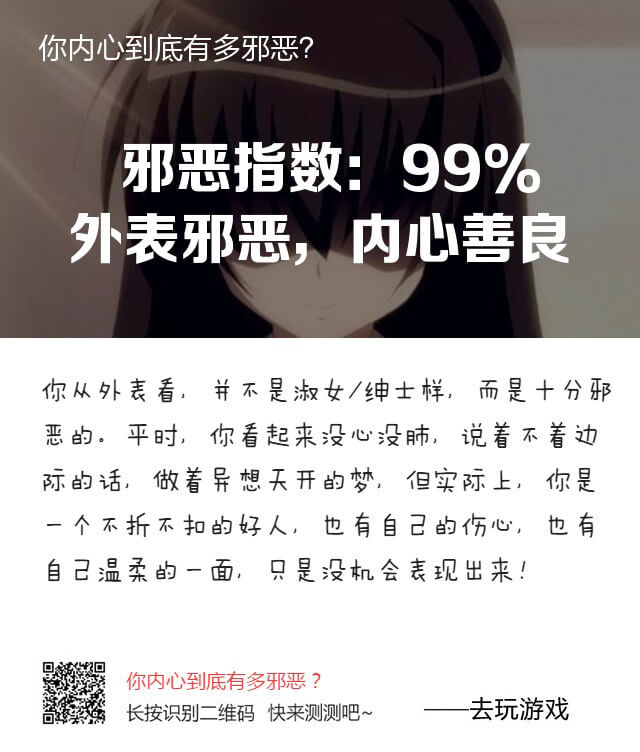 你内心到底有多邪恶?
邪恶指数：99%
外表邪恶，内心善良
你从外表看，并不是淑女/绅士样，而是十分邪
恶的。平时，你看起来没心没肺，说着不着边
际的话，做着异想天开的梦，但实际上，你是
一个不折不扣的好人，也有自己的伤心，也有
自己温柔的一面，只是没机会表现出来！
你内心到底有多邪恶？
长按识别二维码 快来测测吧~
——去玩游戏